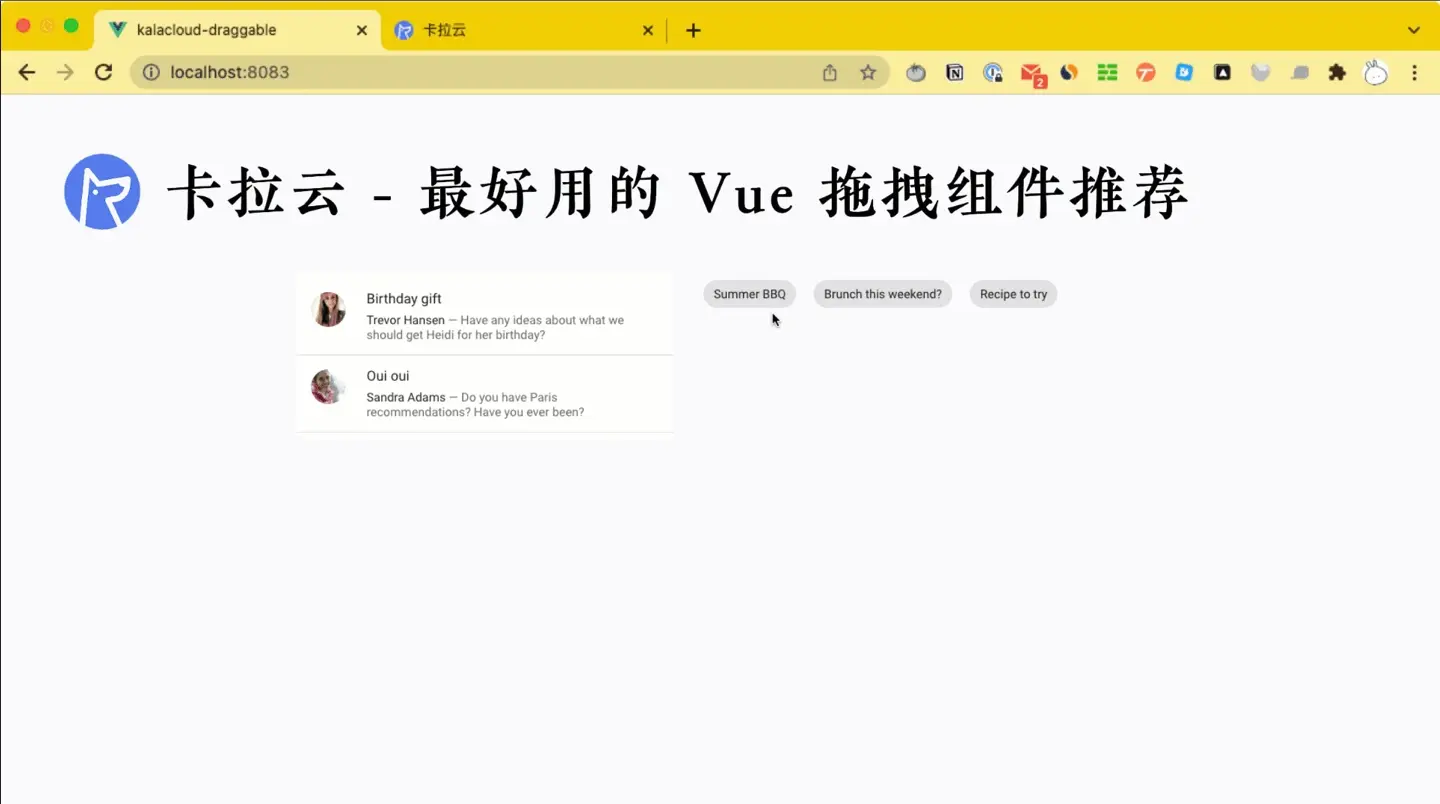 kalacloud-draggable
卡拉云
localhost:8083
2
卡拉云 - 最好用的 Vue 拖拽组件推荐
Birthday gift
Trevor Hansen — Have any ideas about what we
should get Heidi for her birthday?
Summer BBQ
Brunch this weekend?
Recipe to try
Oui oui
Sandra Adams — Do you have Paris
recommendations? Have you ever been?